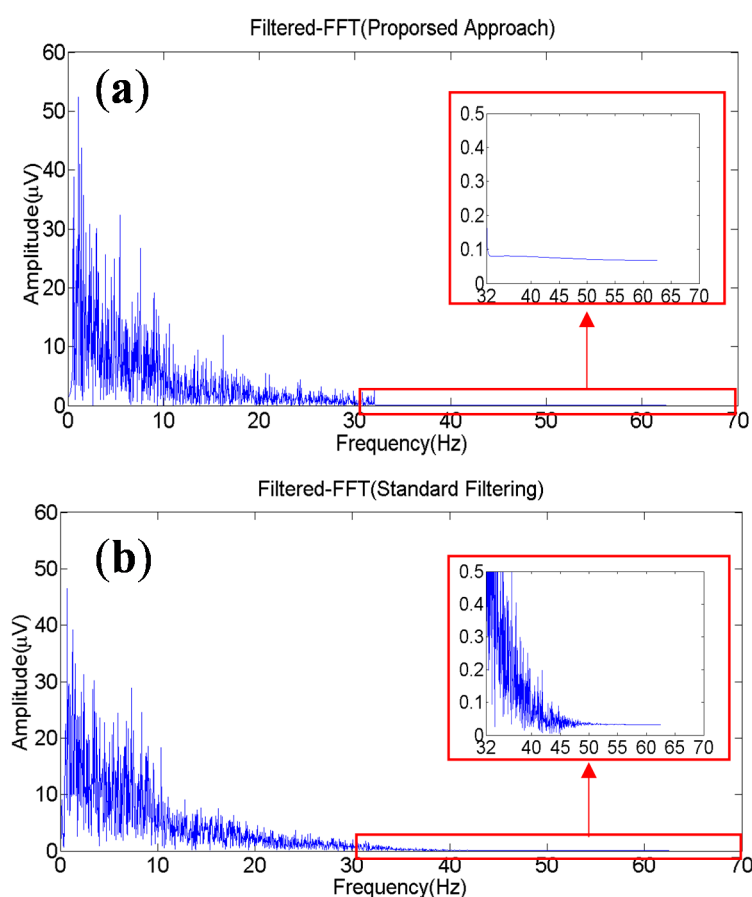 Filtered-FFT(Proporsed Approach)
(a)
Amplitude(μV)
60
50
40
30
20
10
0
0 10 20 30 40 50 60 70
Frequency(Hz)
0.5
0.4
0.3
0.2
0.1
0
32 40 45 50 55 60 65 70
Filtered-FFT(Standard Filtering)
(b)
Amplitude(μV)
60
50
40
30
20
10
0
0 10 20 30 40 50 60 70
Frequency(Hz)
0.5
0.4
0.3
0.2
0.1
0
32 40 45 50 55 60 65 70